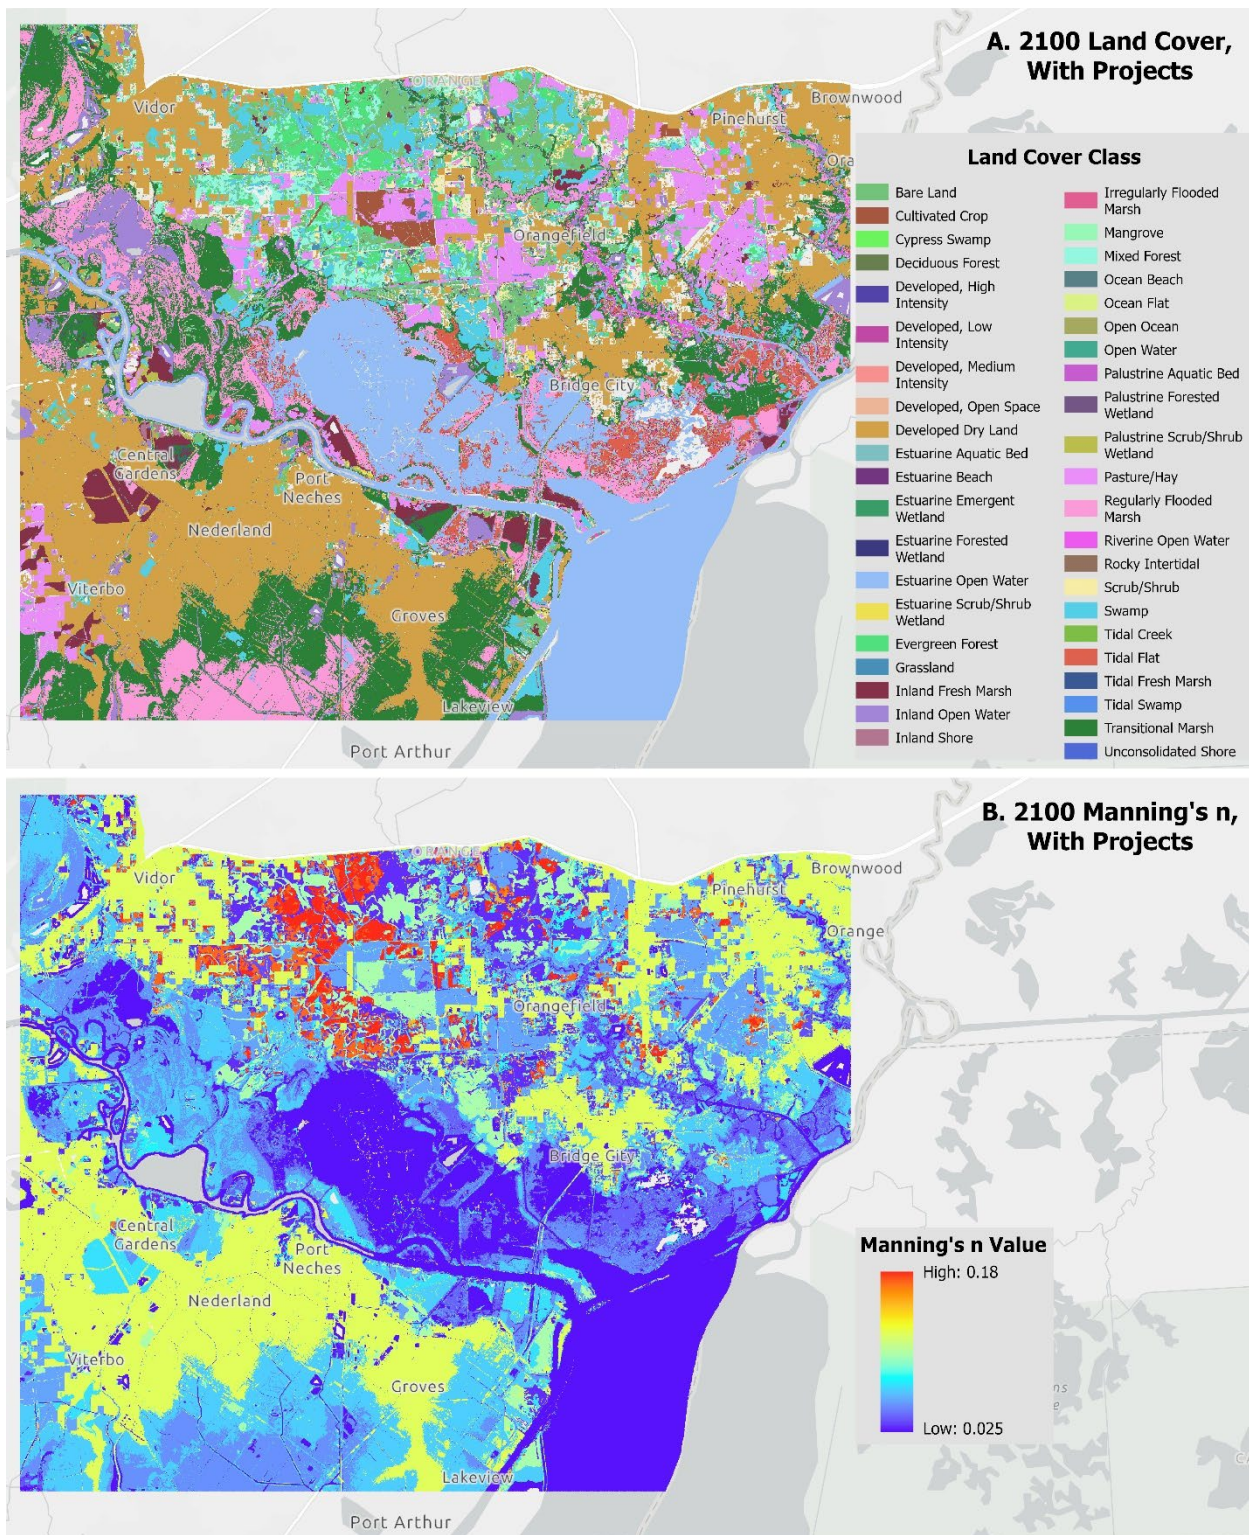 A. 2100 Land Cover,
With Projects
ORANGE
Vidor
Brownwood
Pinehurst
Ora
Orangefield
Bridge City
Central
Gardens
Port
Neches
Nederland
Viterbo
Groves
Lakeview
Port Arthur
Land Cover Class
Bare Land
Cultivated Crop
Cypress Swamp
Deciduous Forest
Developed, High
Intensity
Developed, Low
Intensity
Developed, Medium
Intensity
Developed, Open Space
Developed Dry Land
Estuarine Aquatic Bed
Estuarine Beach
Estuarine Emergent
Wetland
Estuarine Forested
Wetland
Estuarine Open Water
Estuarine Scrub/Shrub
Wetland
Evergreen Forest
Grassland
Inland Fresh Marsh
Inland Open Water
Inland Shore
Irregularly Flooded
Marsh
Mangrove
Mixed Forest
Ocean Beach
Ocean Flat
Open Ocean
Open Water
Palustrine Aquatic Bed
Palustrine Forested
Wetland
Palustrine Scrub/Shrub
Wetland
Pasture/Hay
Regularly Flooded
Marsh
Riverine Open Water
Rocky Intertidal
Scrub/Shrub
Swamp
Tidal Creek
Tidal Flat
Tidal Fresh Marsh
Tidal Swamp
Transitional Marsh
Unconsolidated Shore
B. 2100 Manning's n,
With Projects
ORANGE
Vidor
Brownwood
Pinehurst
Orange
Orangefield
Bridge City
Central
Gardens
Port
Neches
Nederland
Viterbo
Groves
Lakeview
Port Arthur
Manning's n Value
High: 0.18
Low: 0.025